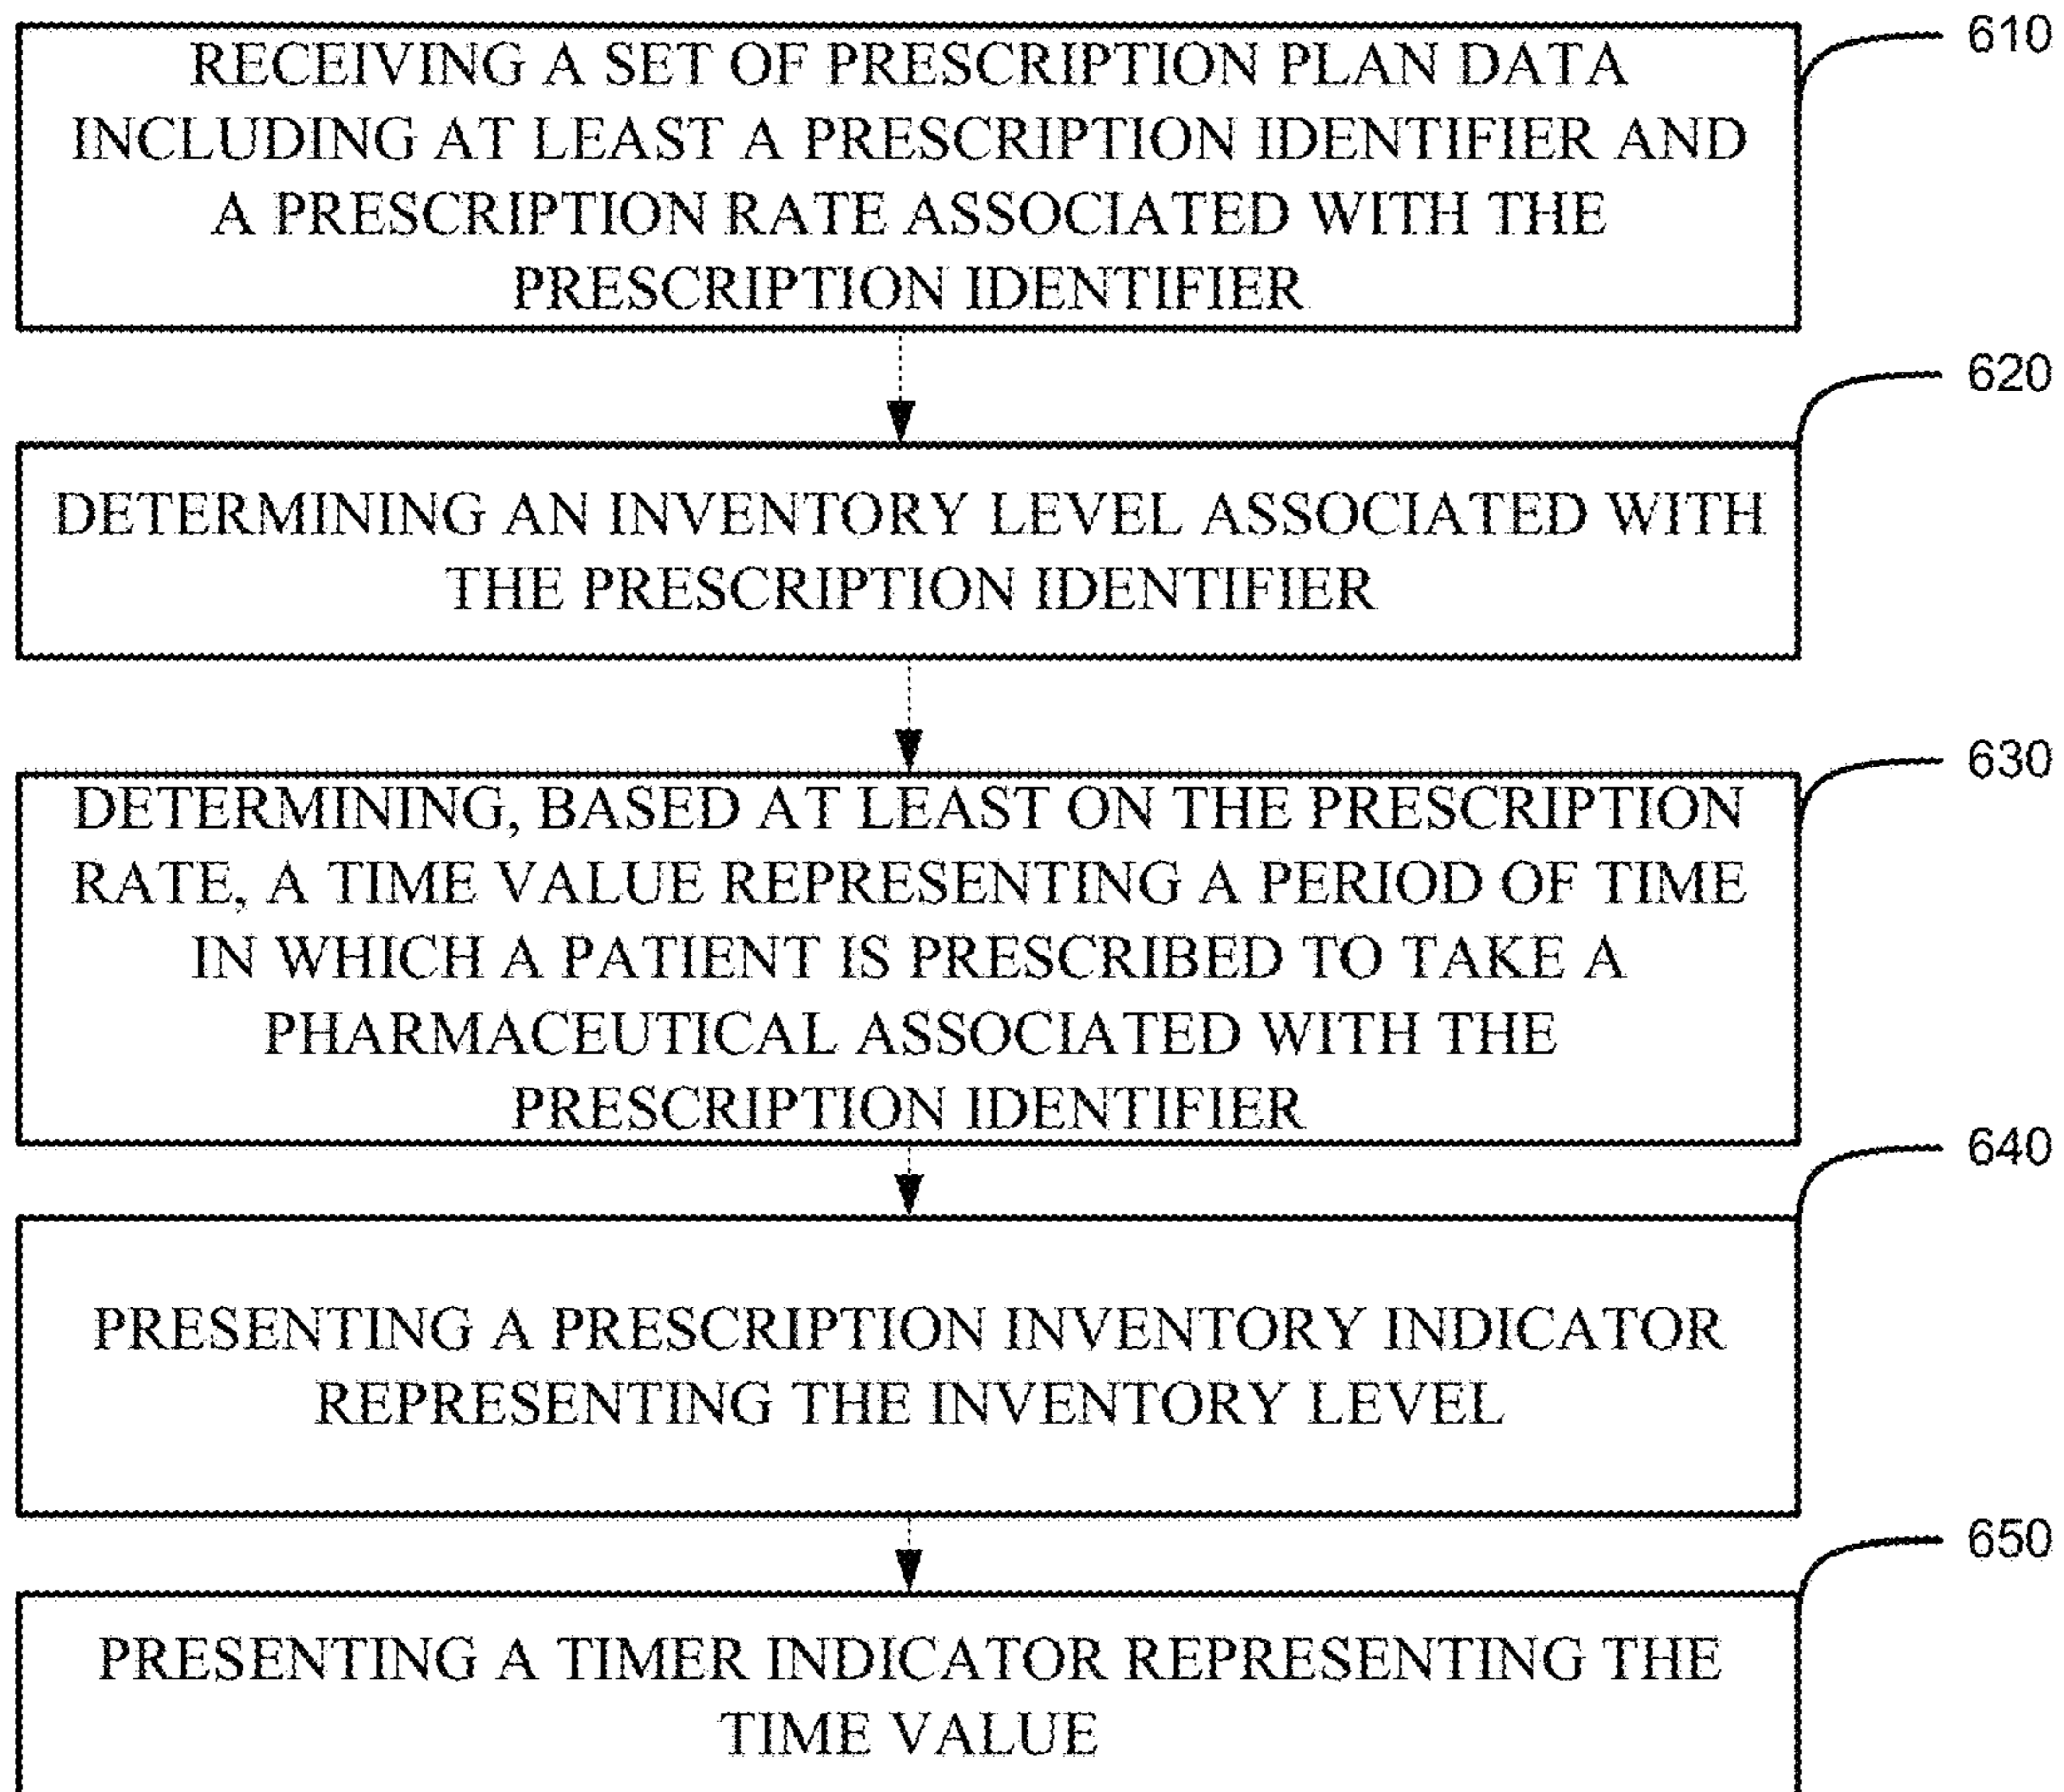 610
RECEIVING A SET OF PRESCRIPTION PLAN DATA
INCLUDING AT LEAST A PRESCRIPTION IDENTIFIER AND
A PRESCRIPTION RATE ASSOCIATED WITH THE
PRESCRIPTION IDENTIFIER
620
DETERMINING AN INVENTORY LEVEL ASSOCIATED WITH
THE PRESCRIPTION IDENTIFIER
630
DETERMINING, BASED AT LEAST ON THE PRESCRIPTION
RATE, A TIME VALUE REPRESENTING A PERIOD OF TIME
IN WHICH A PATIENT IS PRESCRIBED TO TAKE A
PHARMACEUTICAL ASSOCIATED WITH THE
PRESCRIPTION IDENTIFIER
640
PRESENTING A PRESCRIPTION INVENTORY INDICATOR
REPRESENTING THE INVENTORY LEVEL
650
PRESENTING A TIMER INDICATOR REPRESENTING THE
TIME VALUE